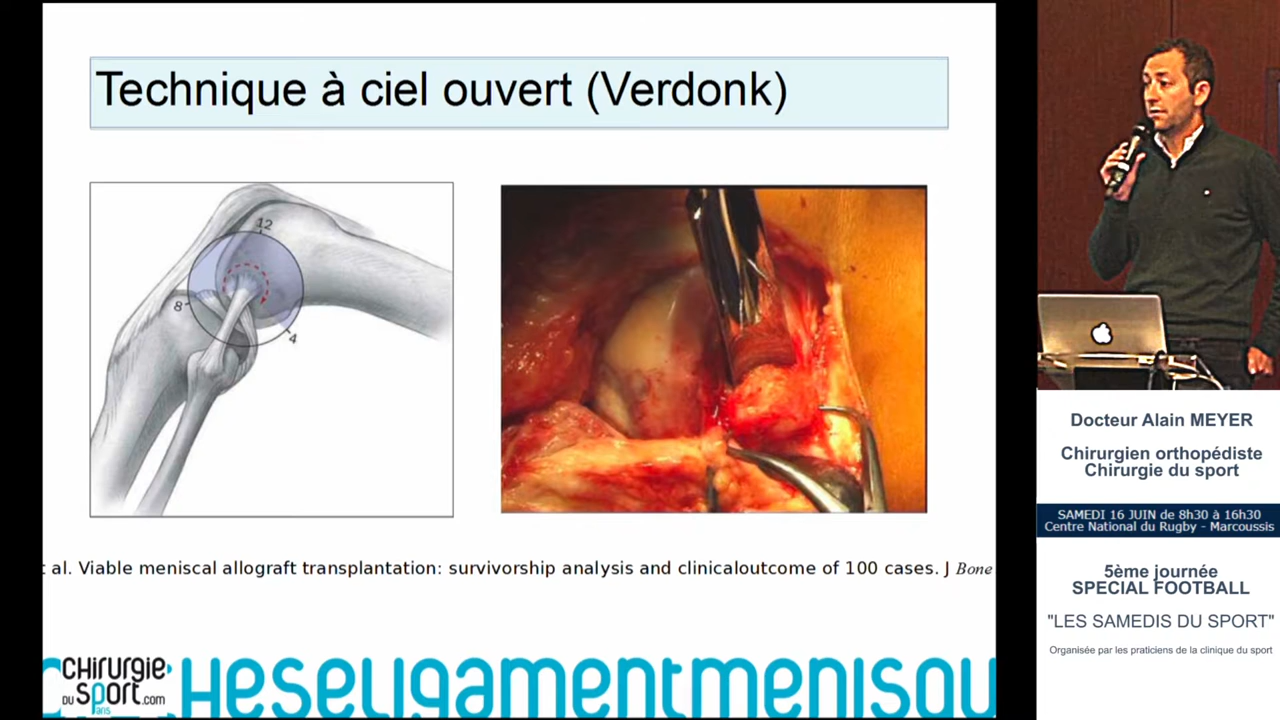 Technique à ciel ouvert (Verdonk)
12
8
4
al. Viable meniscal allograft transplantation: survivorship analysis and clinicaloutcome of 100 cases. J Bone
CHIRURGIE
DU SPORT.com
Paris
HESELIGAMENTMENISQU
Docteur Alain MEYER
Chirurgien orthopédiste
Chirurgie du sport
SAMEDI 16 JUIN de 8h30 à 16h30
Centre National du Rugby - Marcoussis
5ème journée
SPECIAL FOOTBALL
"LES SAMEDIS DU SPORT"
Organisée par les praticiens de la clinique du sport